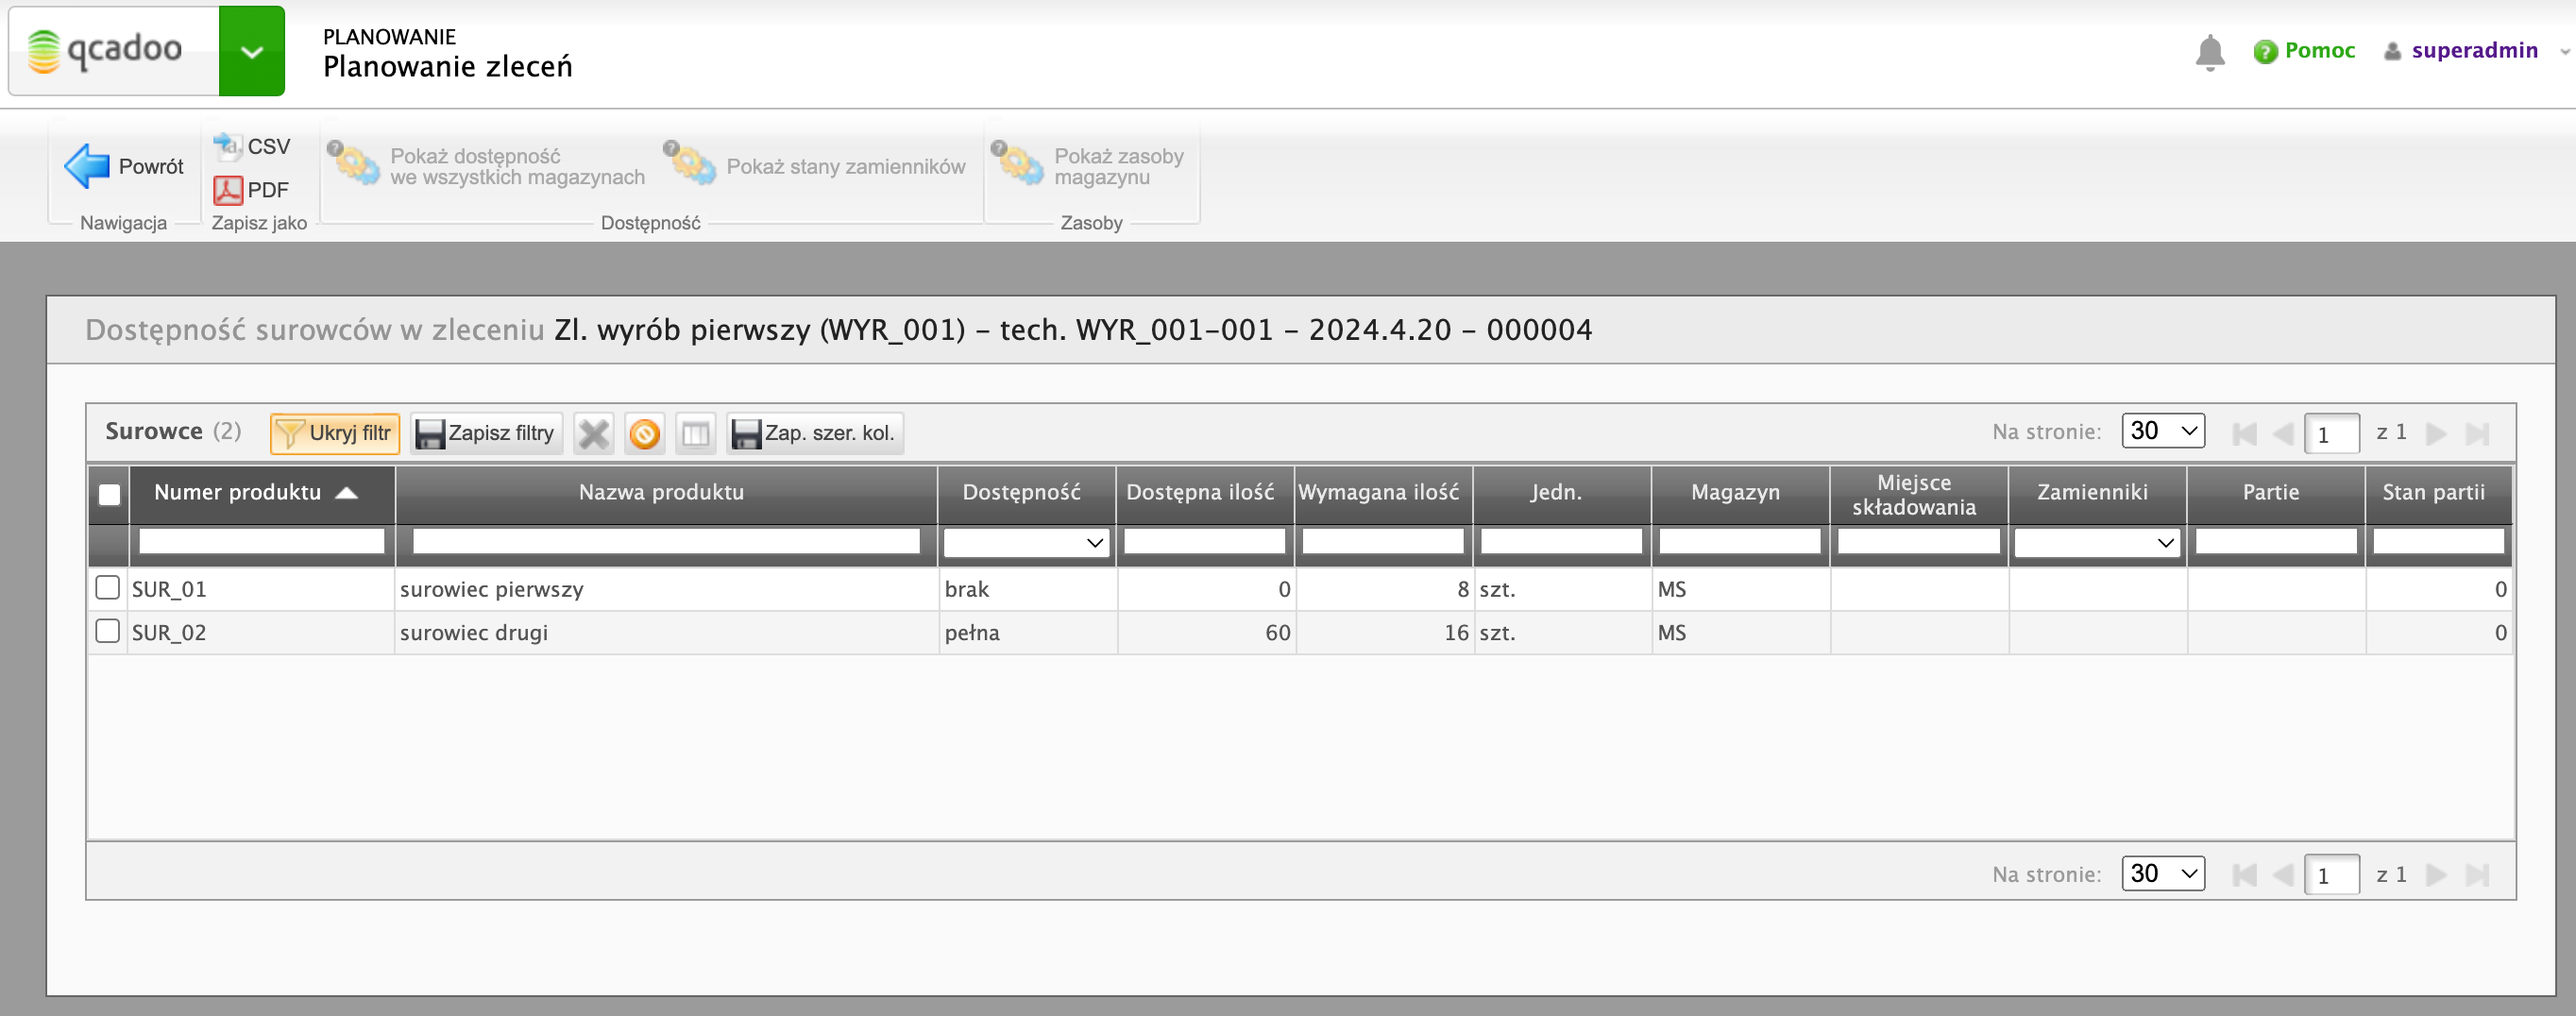 qcadoo
PLANOWANIE
Planowanie zleceń
Pomoc
superadmin
Powrót
Nawigacja
CSV
PDF
Zapisz jako
Pokaż dostępność
we wszystkich magazynach
Pokaż stany zamienników
Dostępność
Pokaż zasoby
magazynu
Zasoby
Dostępność surowców w zleceniu Zl. wyrób pierwszy (WYR_001) - tech. WYR_001-001 - 2024.4.20 - 000004
Surowce (2) Ukryj filtr Zapisz filtry Zap. szer. kol. Na stronie: 30 1 z 1
Numer produktu Nazwa produktu Dostępność Dostępna ilość Wymagana ilość Jedn. Magazyn Miejsce składowania Zamienniki Partie Stan partii
SUR_01 surowiec pierwszy brak 0 8 szt. MS 0
SUR_02 surowiec drugi pełna 60 16 szt. MS 0
Na stronie: 30 1 z 1